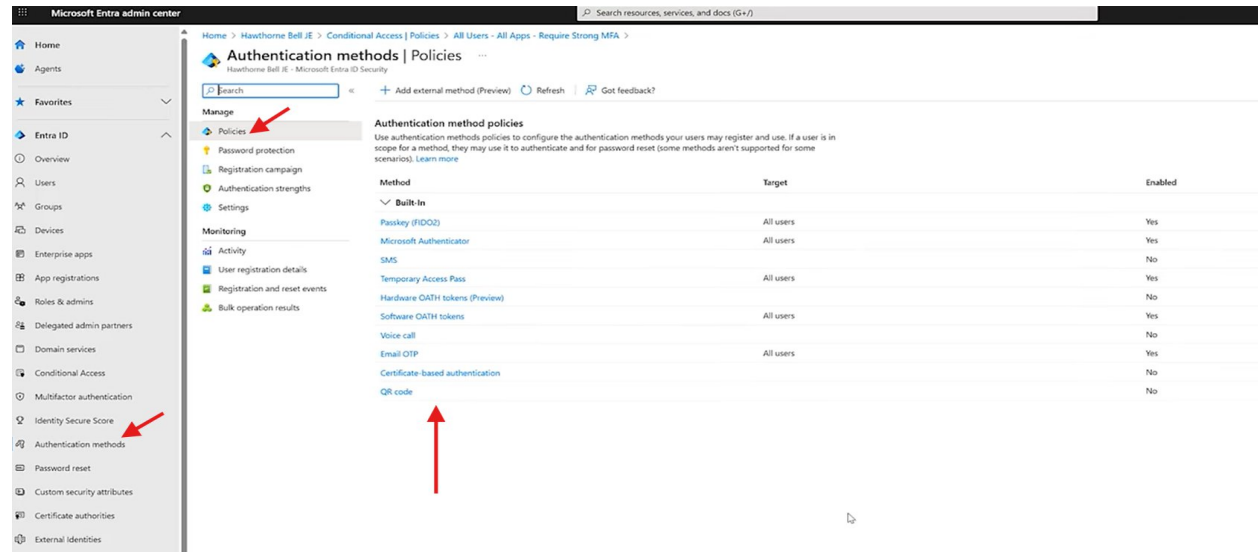 Microsoft Entra admin center
Search resources, services, and docs (G+/)
Home
Agents
Favorites
Entra ID
Overview
Users
Groups
Devices
Enterprise apps
App registrations
Roles & admins
Delegated admin partners
Domain services
Conditional Access
Multifactor authentication
Identity Secure Score
Authentication methods
Password reset
Custom security attributes
Certificate authorities
External Identities
Home > Hawthorne Bell JE > Conditional Access | Policies > All Users - All Apps - Require Strong MFA >
Authentication methods | Policies ...
Hawthorne Bell JE - Microsoft Entra ID Security
Search
Manage
Policies
Password protection
Registration campaign
Authentication strengths
Settings
Monitoring
Activity
User registration details
Registration and reset events
Bulk operation results
+ Add external method (Preview) Refresh | Got feedback?
Authentication method policies
Use authentication methods policies to configure the authentication methods your users may register and use. If a user is in
scope for a method, they may use it to authenticate and for password reset (some methods aren't supported for some
scenarios). Learn more
Method Target Enabled
Built-In
Passkey (FIDO2) All users Yes
Microsoft Authenticator All users Yes
SMS No
Temporary Access Pass All users Yes
Hardware OATH tokens (Preview) No
Software OATH tokens All users Yes
Voice call No
Email OTP All users Yes
Certificate-based authentication No
QR code No